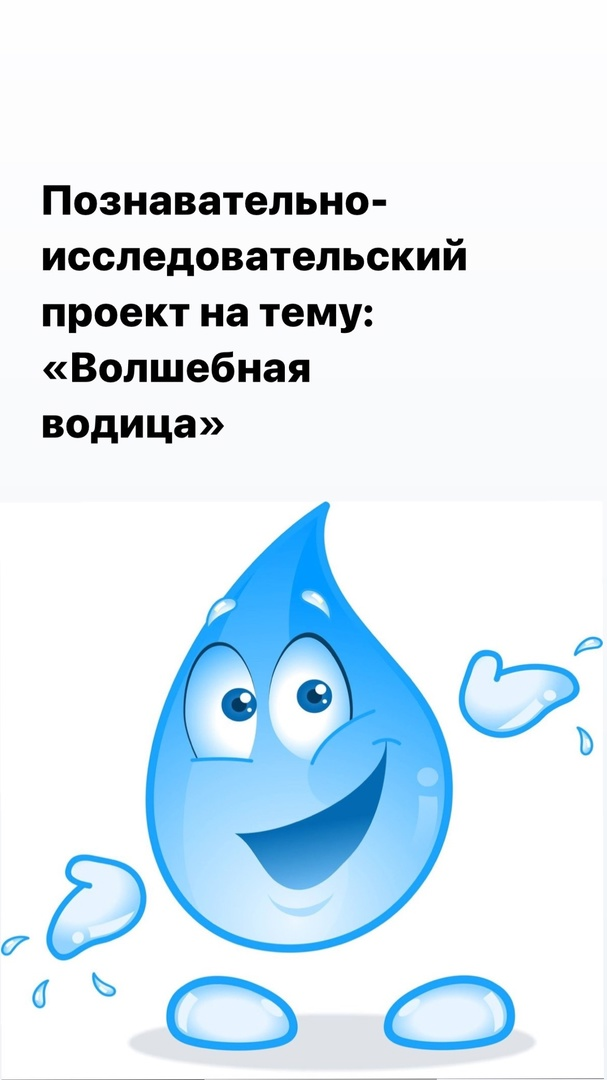 Познавательно-
исследовательский
проект на тему:
«Волшебная
водица»